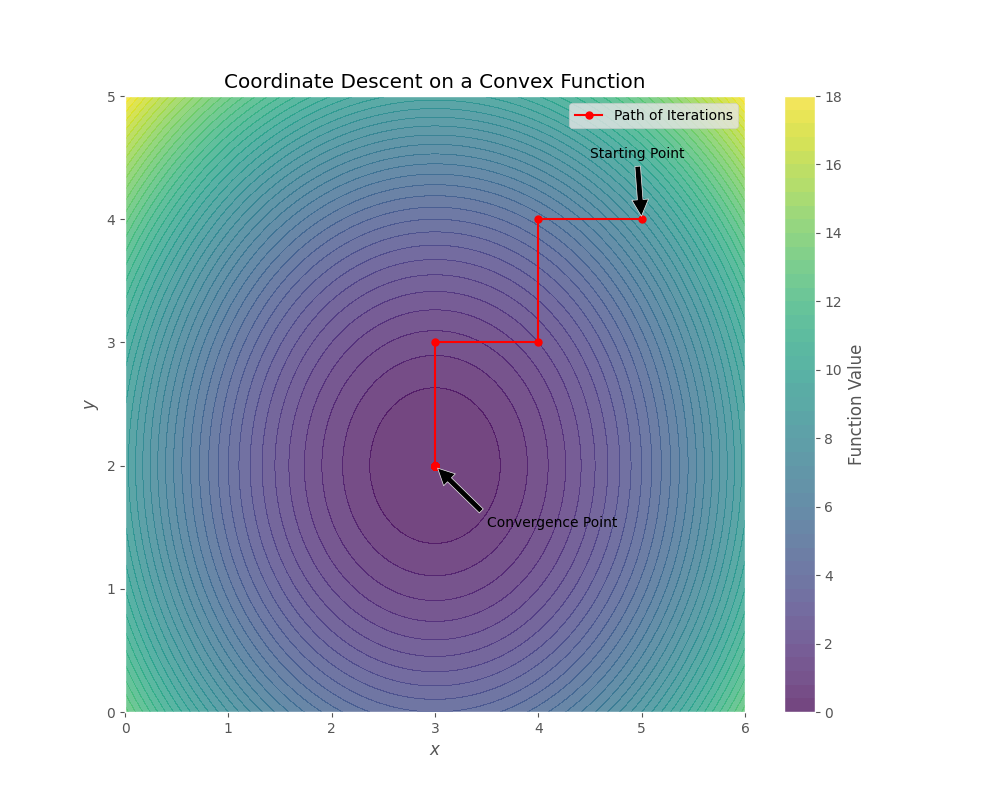 Coordinate Descent on a Convex Function
Path of Iterations
Starting Point
Convergence Point
5
4
3
2
1
0
y
0 1 2 3 4 5 6
x
18
16
14
12
10
8
6
4
2
0
Function Value